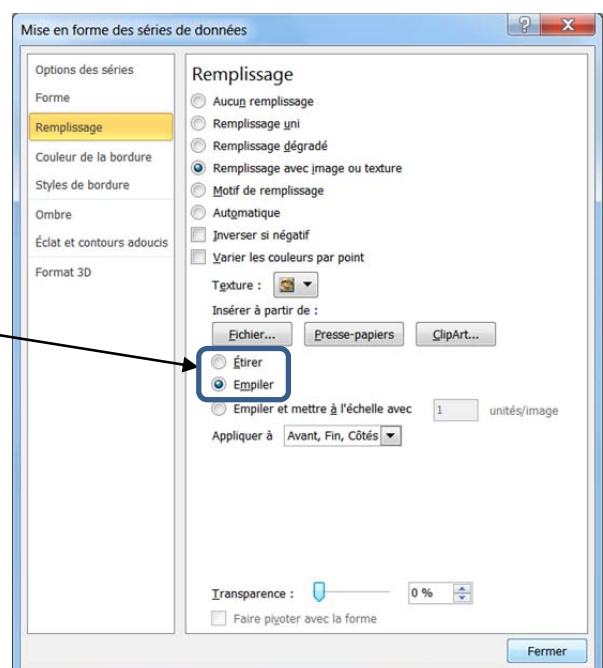 Mise en forme des séries de données
Options des séries
Forme
Remplissage
Couleur de la bordure
Styles de bordure
Ombre
Éclat et contours adoucis
Format 3D
Remplissage
Aucun remplissage
Remplissage uni
Remplissage dégradé
Remplissage avec image ou texture
Motif de remplissage
Automatique
Inverser si négatif
Varier les couleurs par point
Texture :
Insérer à partir de :
Fichier... Presse-papiers ClipArt...
Étirer
Empiler
Empiler et mettre à l'échelle avec 1 unités/image
Appliquer à Avant, Fin, Côtés
Transparence : 0 %
Faire pivoter avec la forme
Fermer